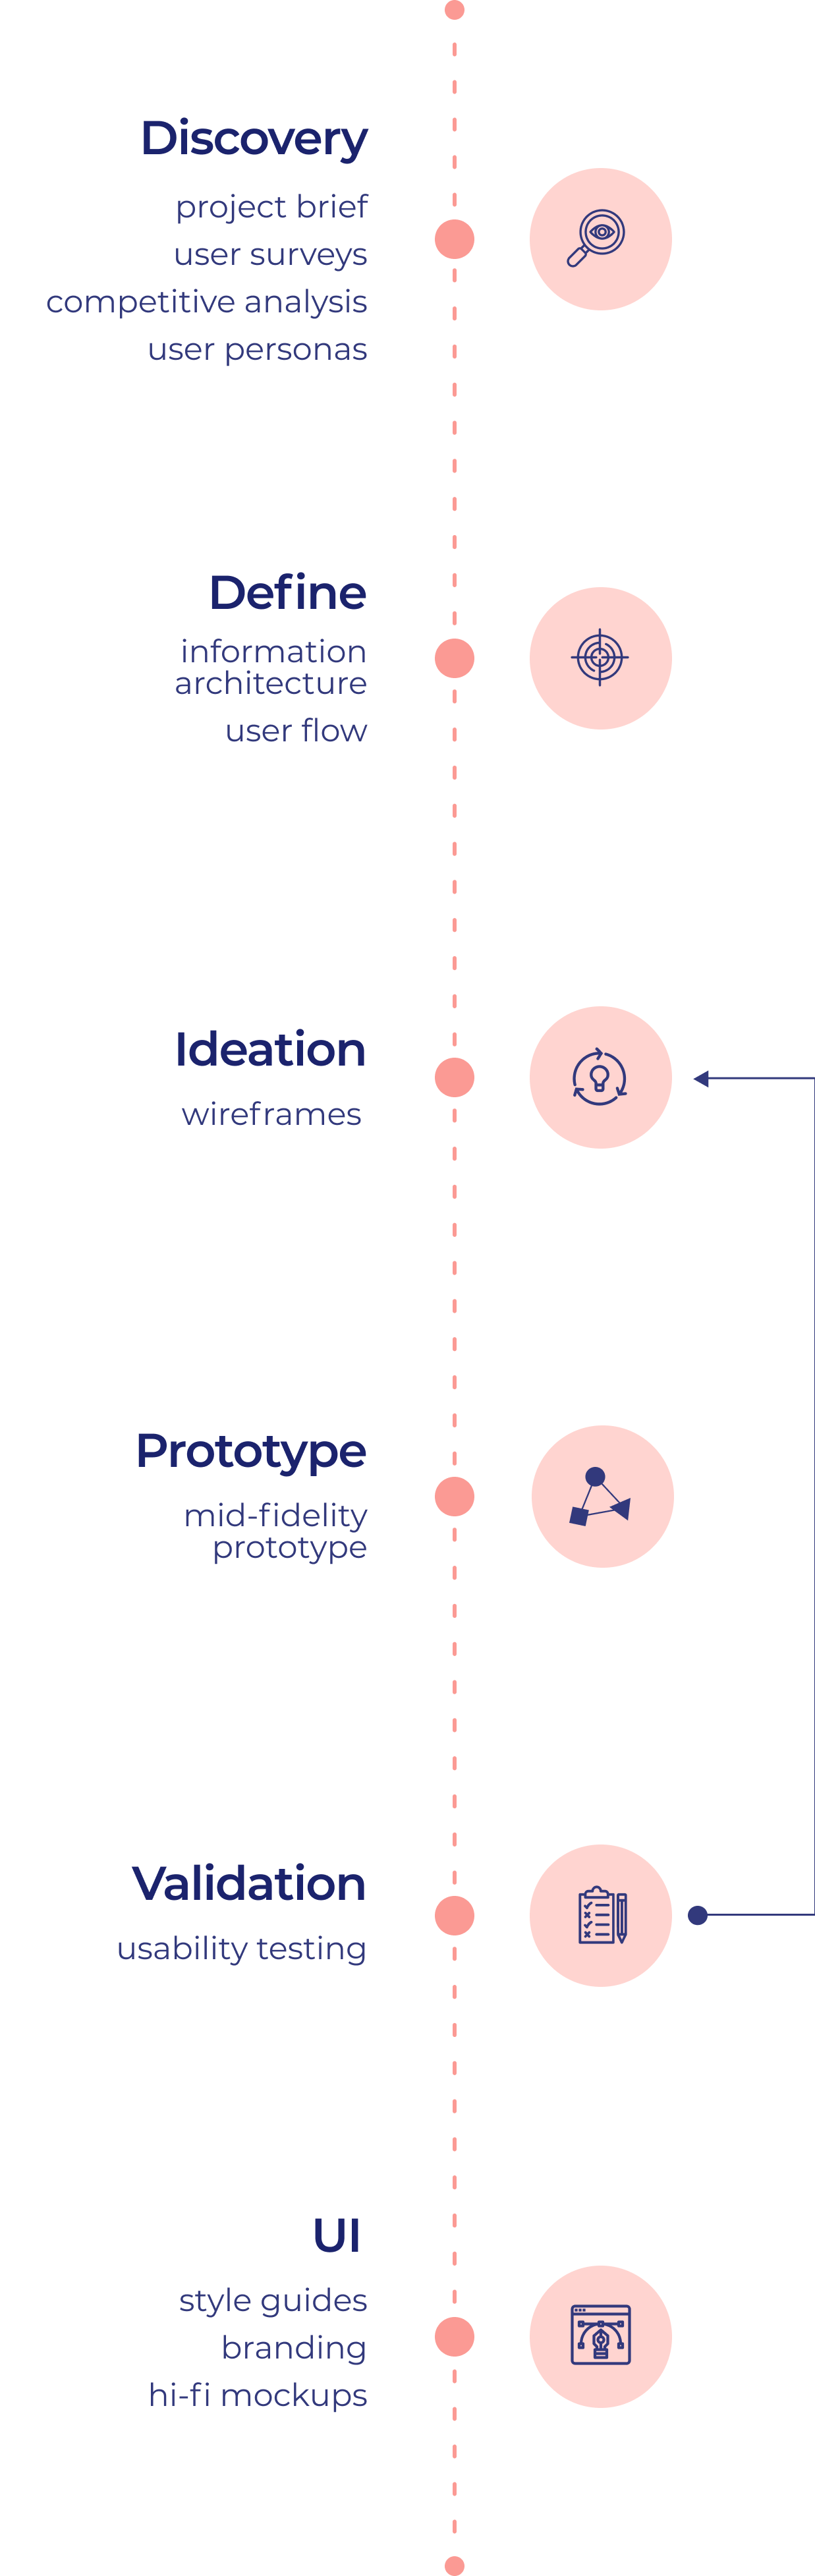 Discovery
project brief
user surveys
competitive analysis
user personas
Define
information
architecture
user flow
Ideation
wireframes
Prototype
mid-fidelity
prototype
Validation
usability testing
UI
style guides
branding
hi-fi mockups